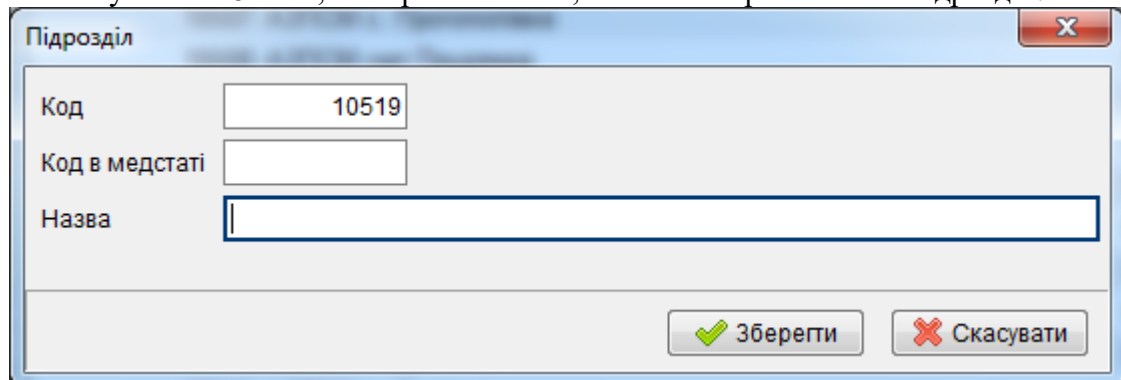 Підрозділ
Код 10519
Код в медстаті
Назва
Зберегти Скасувати